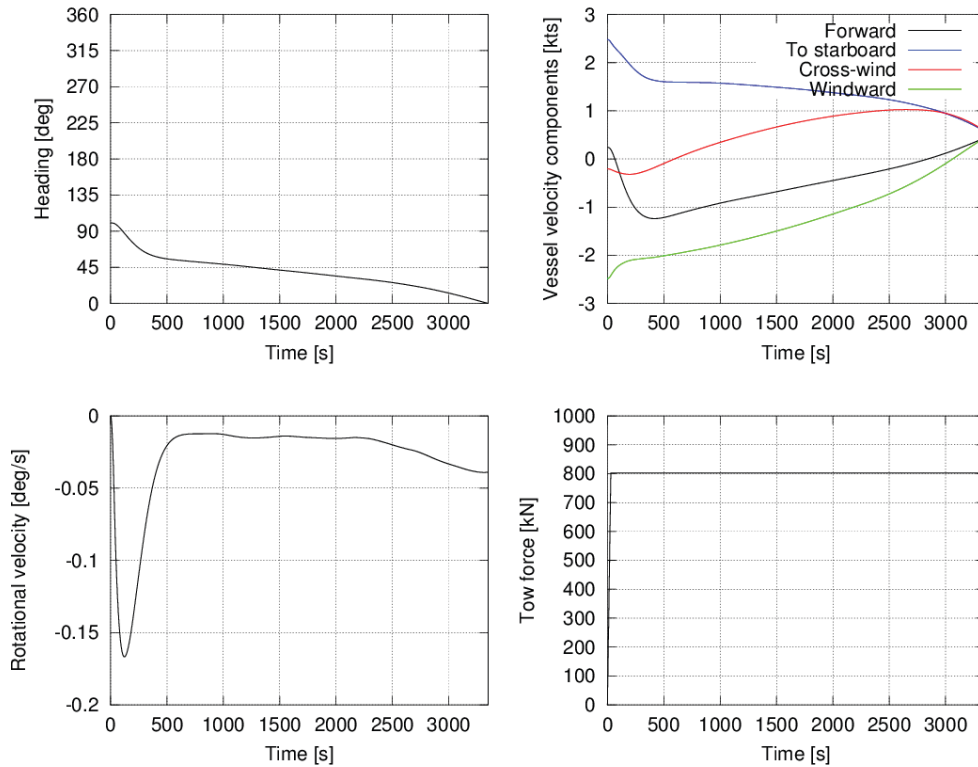 360
315
270
225
180
135
90
45
0
Heading [deg]
0 500 1000 1500 2000 2500 3000
Time [s]
3
2
1
0
-1
-2
-3
Vessel velocity components [kts]
Forward
To starboard
Cross-wind
Windward
0 500 1000 1500 2000 2500 3000
Time [s]
0
-0.05
-0.1
-0.15
-0.2
Rotational velocity [deg/s]
0 500 1000 1500 2000 2500 3000
Time [s]
1000
900
800
700
600
500
400
300
200
100
0
Tow force [kN]
0 500 1000 1500 2000 2500 3000
Time [s]